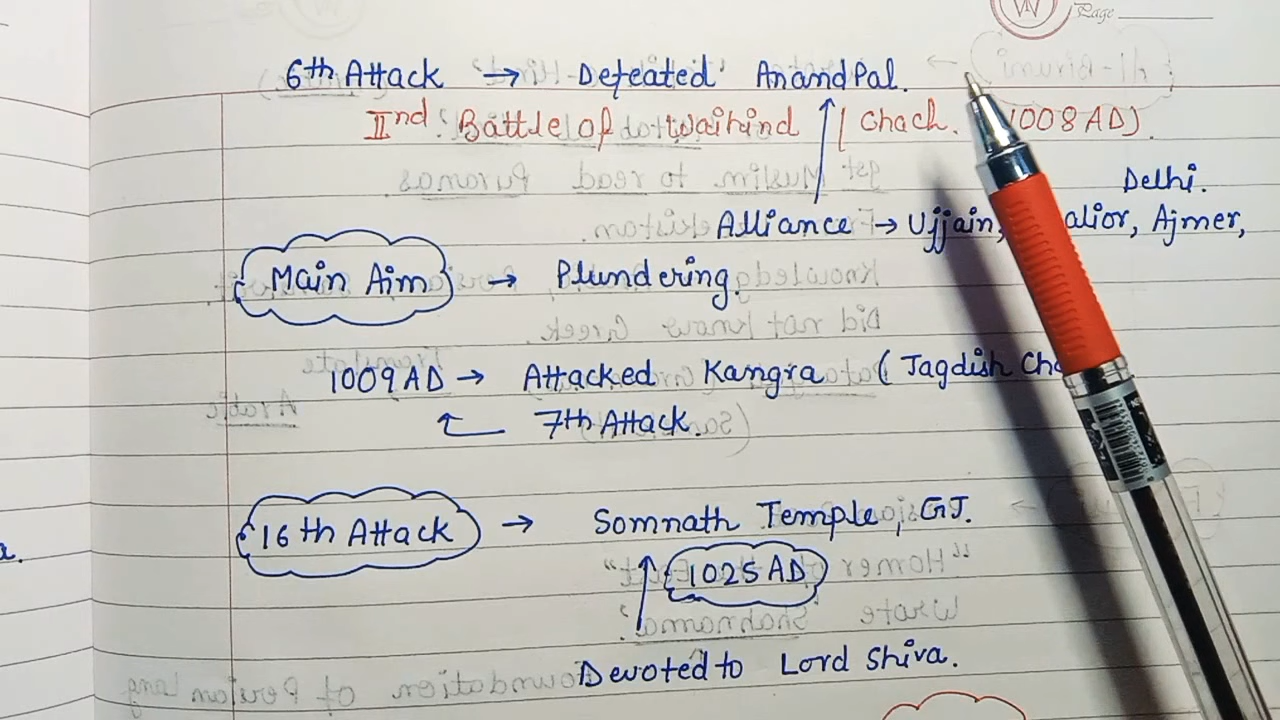 Page
6th Attack → Defeated Anandpal.
IInd Battle of Waihind / Chach. 1008 AD).
Delhi.
Alliance → Ujjain, alior, Ajmer,
Main Aim → Plundering.
1009 AD → Attacked Kangra (Jagdish
7th Attack.
16th Attack → Somnath Temple, GJ.
1025 AD
Devoted to Lord Shiva.